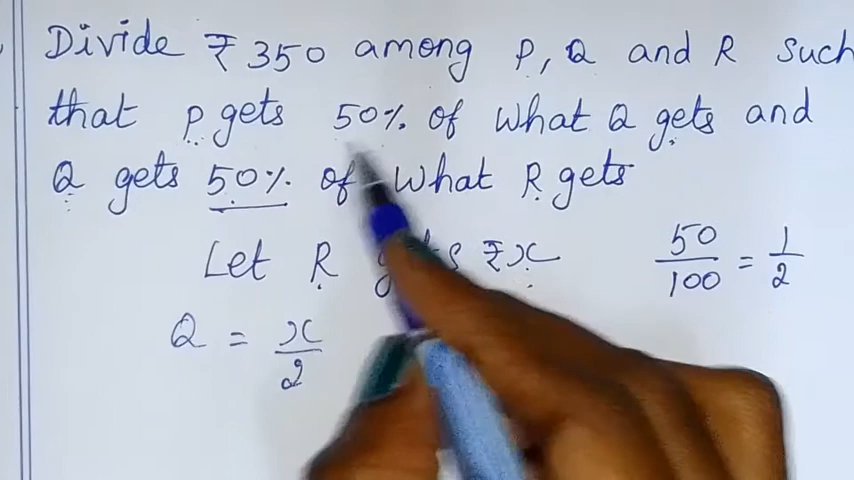 Divide ₹350 among P, Q and R such
that P gets 50% of what Q gets and
Q gets 50% of what R gets
Let R gets ₹x
50/100 = 1/2
Q = x/2